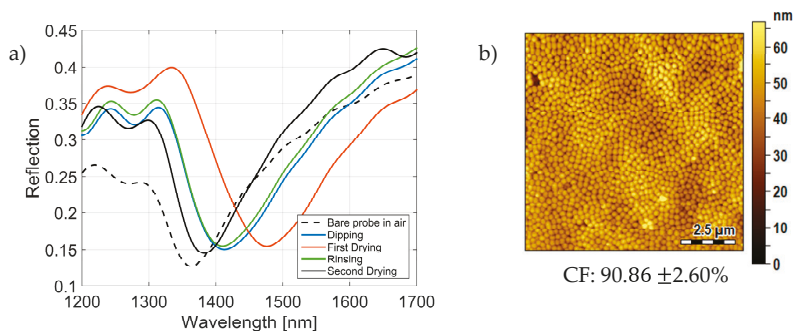 a)
0.45
0.4
0.35
0.3
0.25
0.2
0.15
0.1
Reflection
1200 1300 1400 1500 1600 1700
Wavelength [nm]
Bare probe in air
Dipping
First Drying
Rinsing
Second Drying
b)
2.5 µm
CF: 90.86 ±2.60%
nm
60
50
40
30
20
10
0